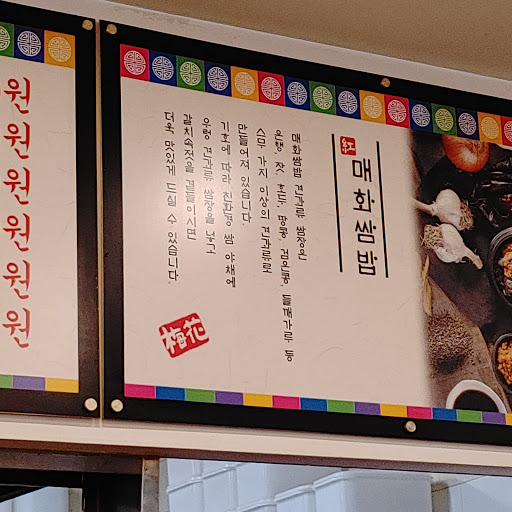 원
원
원
원
원
원
紅
매화쌈밥
매화쌈밥 견과류 쌈장은
은행, 잣, 호두, 땅콩, 검은콩, 들깨가루 등
스무 가지 이상의 견과류로
만들어져 있습니다.
기호에 따라 친환경 쌈 야채에
우렁 견과류 쌈장을 넣고
갈치속젓을 곁들이시면
더욱 맛있게 드실 수 있습니다.
梅花